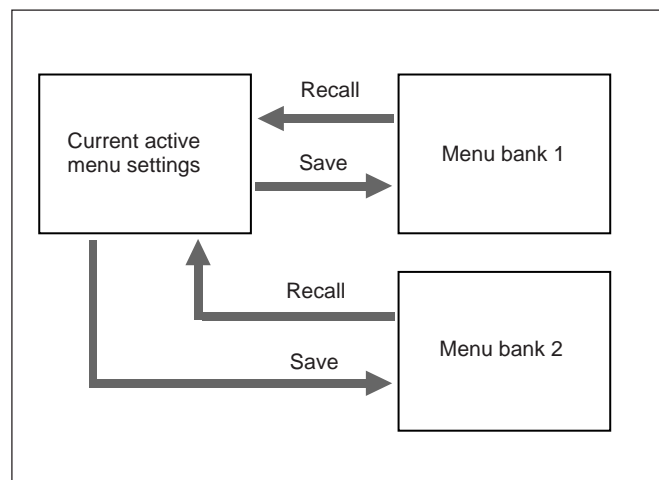 Recall
Current active
menu settings
Menu bank 1
Save
Recall
Menu bank 2
Save